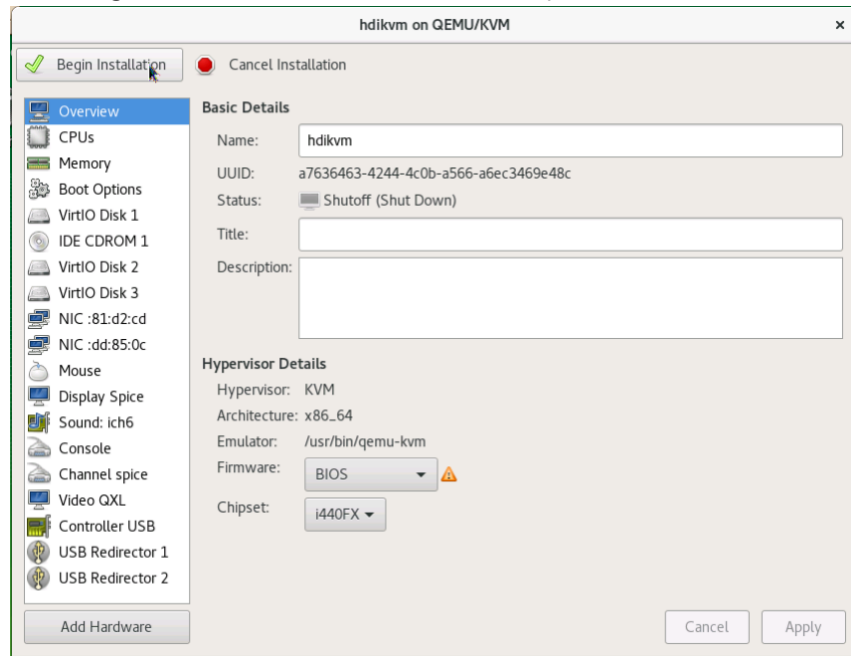 hdikvm on QEMU/KVM ×
Begin Installation Cancel Installation
Overview
CPUs
Memory
Boot Options
VirtIO Disk 1
IDE CDROM 1
VirtIO Disk 2
VirtIO Disk 3
NIC :81:d2:cd
NIC :dd:85:0c
Mouse
Display Spice
Sound: ich6
Console
Channel spice
Video QXL
Controller USB
USB Redirector 1
USB Redirector 2
Add Hardware
Basic Details
Name: hdikvm
UUID: a7636463-4244-4c0b-a566-a6ec3469e48c
Status: Shutoff (Shut Down)
Title:
Description:
Hypervisor Details
Hypervisor: KVM
Architecture: x86_64
Emulator: /usr/bin/qemu-kvm
Firmware: BIOS
Chipset: i440FX
Cancel Apply